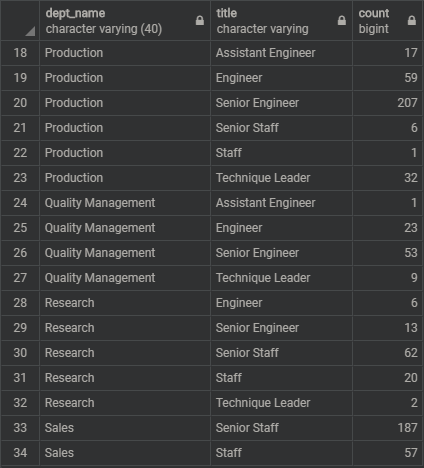 dept_name title count
character varying (40) character varying bigint
18 Production Assistant Engineer 17
19 Production Engineer 59
20 Production Senior Engineer 207
21 Production Senior Staff 6
22 Production Staff 1
23 Production Technique Leader 32
24 Quality Management Assistant Engineer 1
25 Quality Management Engineer 23
26 Quality Management Senior Engineer 53
27 Quality Management Technique Leader 9
28 Research Engineer 6
29 Research Senior Engineer 13
30 Research Senior Staff 62
31 Research Staff 20
32 Research Technique Leader 2
33 Sales Senior Staff 187
34 Sales Staff 57